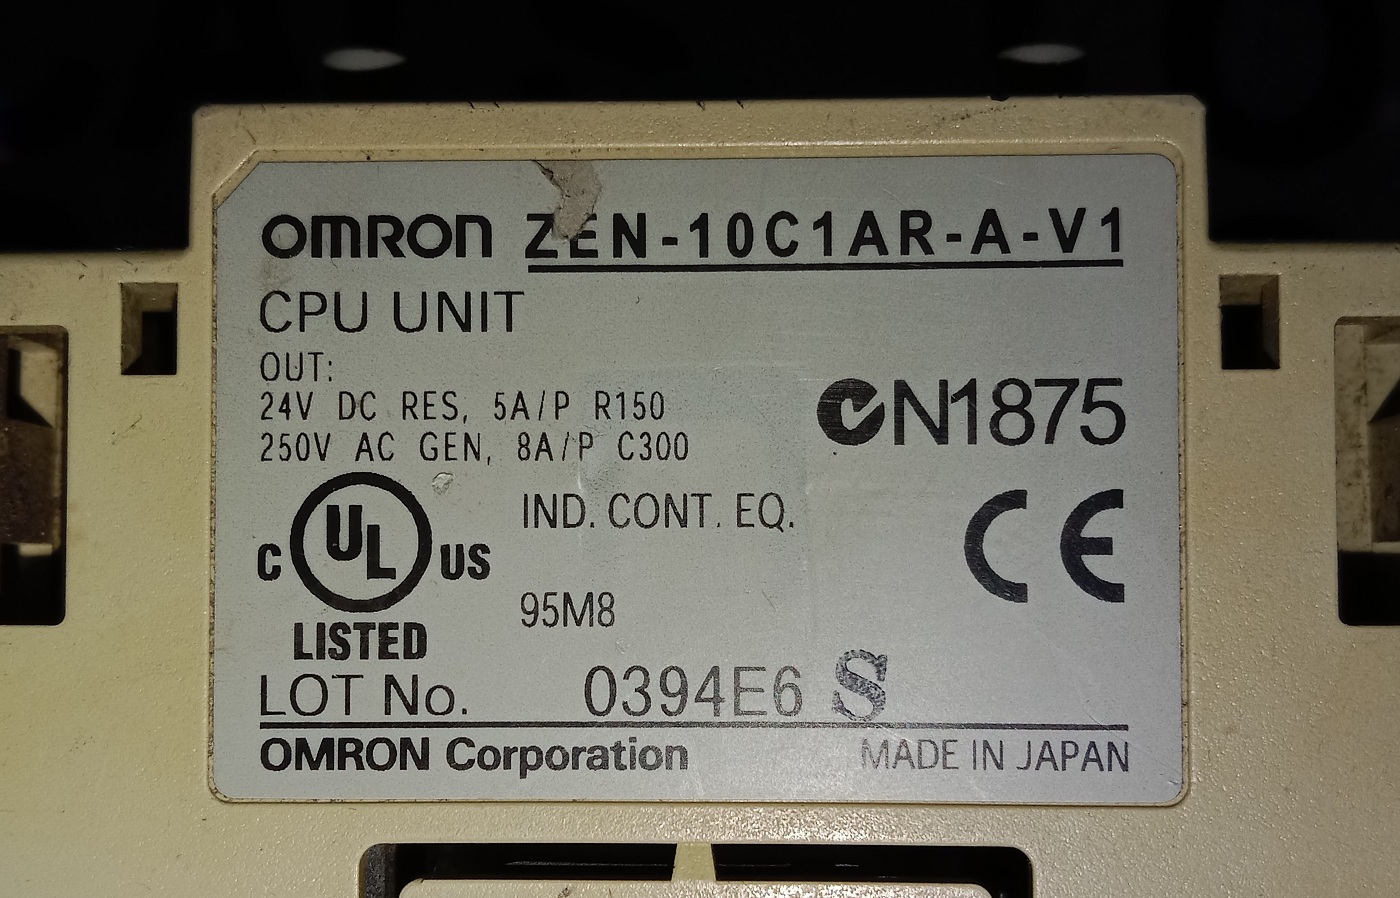 OMRON ZEN-10C1AR-A-V1
CPU UNIT
OUT:
24V DC RES, 5A/P R150
250V AC GEN, 8A/P C300
N1875
C UL US
LISTED
IND. CONT. EQ.
CE
95M8
LOT No. 0394E6 S
OMRON Corporation MADE IN JAPAN